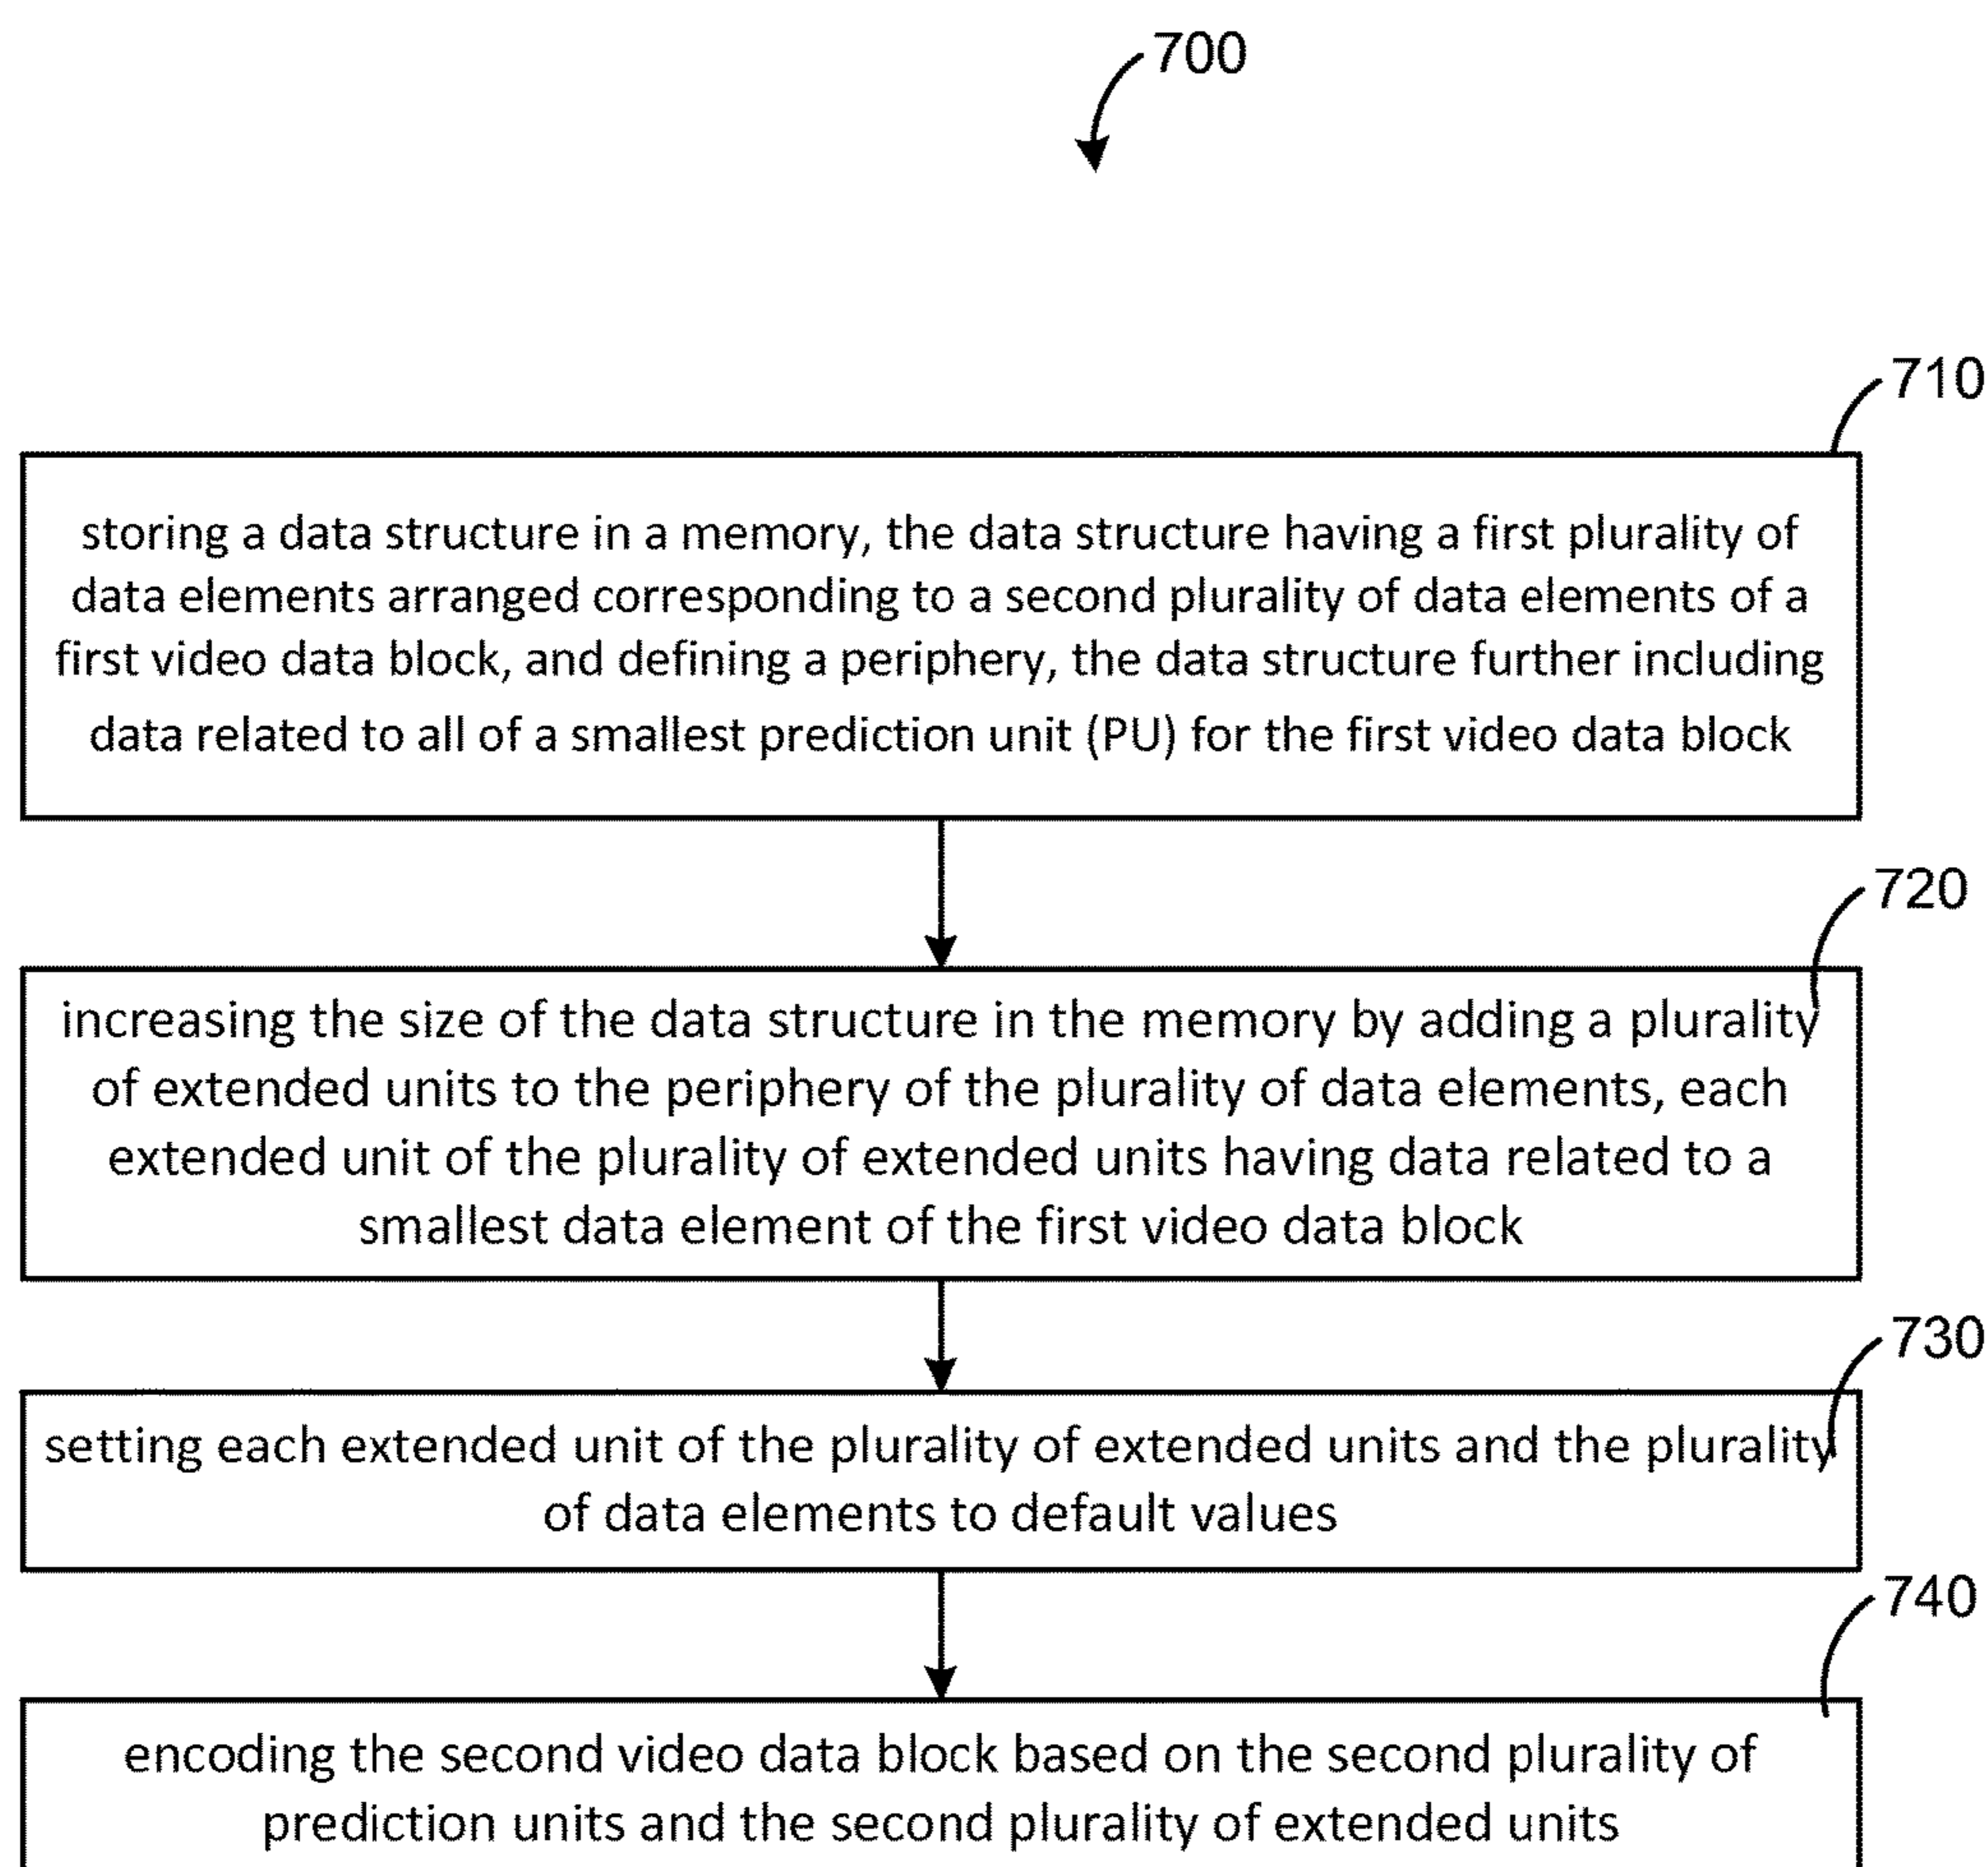 700
710
storing a data structure in a memory, the data structure having a first plurality of
data elements arranged corresponding to a second plurality of data elements of a
first video data block, and defining a periphery, the data structure further including
data related to all of a smallest prediction unit (PU) for the first video data block
720
increasing the size of the data structure in the memory by adding a plurality
of extended units to the periphery of the plurality of data elements, each
extended unit of the plurality of extended units having data related to a
smallest data element of the first video data block
730
setting each extended unit of the plurality of extended units and the plurality
of data elements to default values
740
encoding the second video data block based on the second plurality of
prediction units and the second plurality of extended units